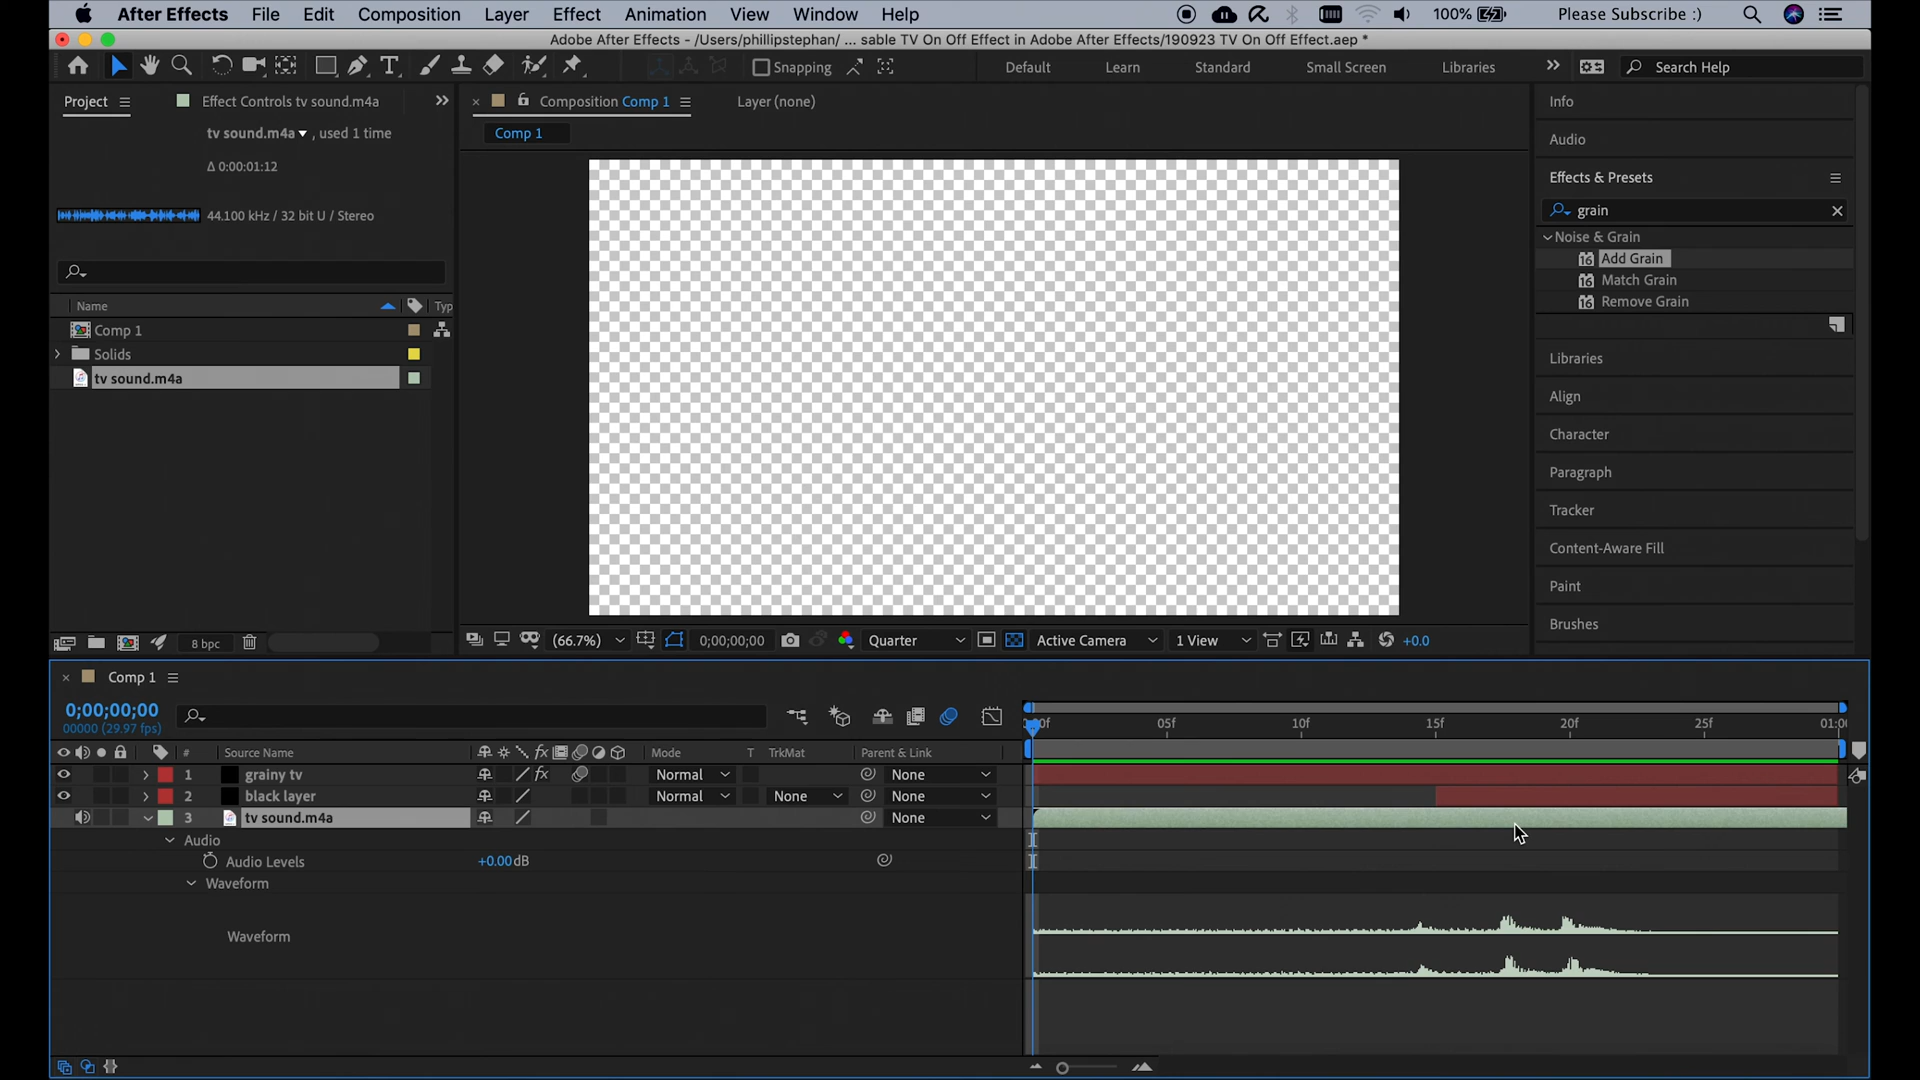 After Effects File Edit Composition Layer Effect Animation View Window Help 100% Please Subscribe :)
Adobe After Effects - /Users/phillipstephan/ ... sable TV On Off Effect in Adobe After Effects/190923 TV On Off Effect.aep *
Snapping Default Learn Standard Small Screen Libraries Search Help
Project Effect Controls tv sound.m4a Composition Comp 1 Layer (none) Info
tv sound.m4a , used 1 time Comp 1
Δ 0:00:01:12
44.100 kHz / 32 bit U / Stereo
Audio
Effects & Presets
grain
Noise & Grain
16 Add Grain
16 Match Grain
16 Remove Grain
Libraries
Align
Character
Paragraph
Tracker
Content-Aware Fill
Paint
Brushes
Name Typ
Comp 1
Solids
tv sound.m4a
8 bpc (66.7%) 0;00;00;00 Quarter Active Camera 1 View +0.0
Comp 1
0;00;00;00
00000 (29.97 fps)
05f 10f 15f 20f 25f 01:00
# Source Name fx Mode T TrkMat Parent & Link
1 grainy tv fx Normal None
2 black layer Normal None None
3 tv sound.m4a None
Audio
Audio Levels +0.00 dB
Waveform
Waveform